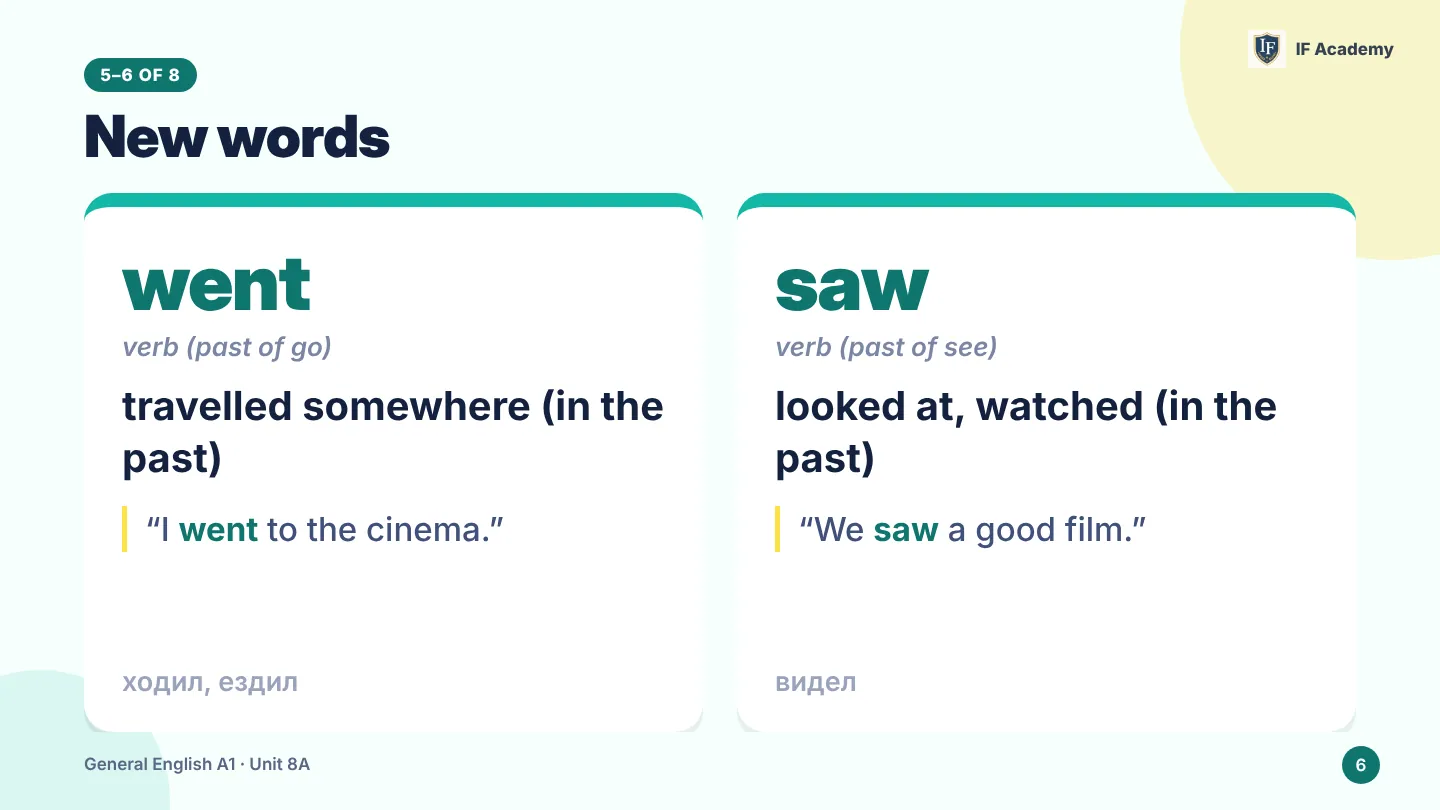 IF Academy
5–6 OF 8
New words
went
verb (past of go)
travelled somewhere (in the
past)
“I went to the cinema.”
ходил, ездил
saw
verb (past of see)
looked at, watched (in the
past)
“We saw a good film.”
видел
General English A1 · Unit 8A
6